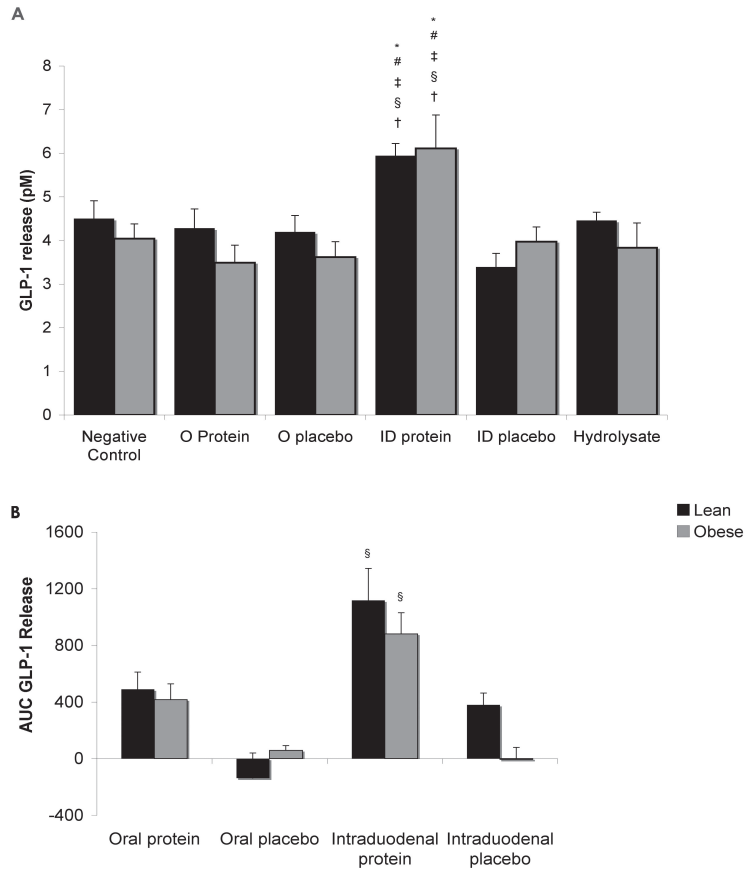 A
*
*
#
#
‡
‡
§
§
†
†
8
7
6
5
4
3
2
1
0
GLP-1 release (pM)
Negative
Control
O Protein
O placebo
ID protein
ID placebo
Hydrolysate
B
Lean
Obese
1600
1200
800
400
0
-400
AUC GLP-1 Release
§
§
Oral protein
Oral placebo
Intraduodenal
protein
Intraduodenal
placebo